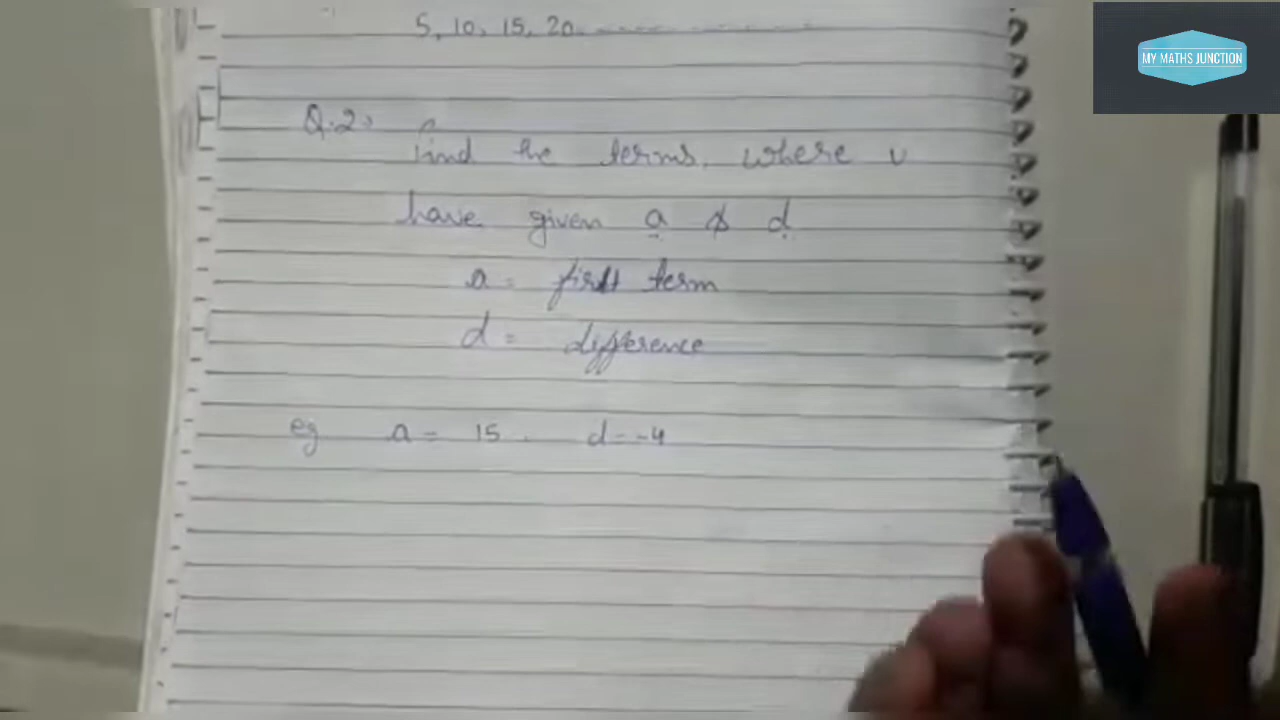 5, 10, 15, 20
MY MATHS JUNCTION
Q.2>
Find the terms. where u
have given a & d.
a = first term
d = difference
eg a = 15. d = -4